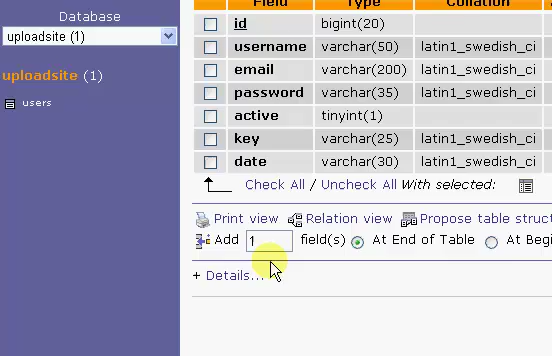 Database
uploadsite (1)
uploadsite (1)
users
Field Type Collation
id bigint(20)
username varchar(50) latin1_swedish_ci
email varchar(200) latin1_swedish_ci
password varchar(35) latin1_swedish_ci
active tinyint(1)
key varchar(25) latin1_swedish_ci
date varchar(30) latin1_swedish_ci
Check All / Uncheck All With selected:
Print view Relation view Propose table struct
Add 1 field(s) At End of Table At Begi
+ Details...